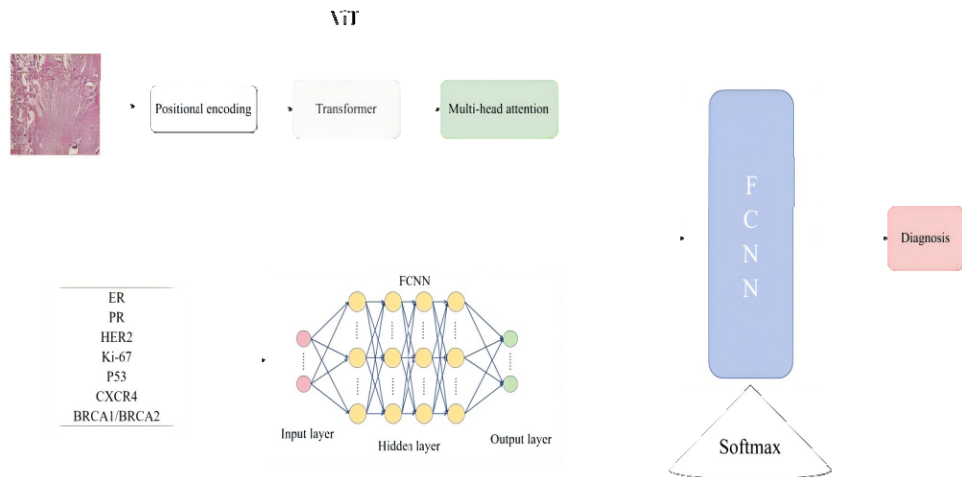 ViT
Positional encoding
Transformer
Multi-head attention
F
C
N
N
Diagnosis
ER
PR
HER2
Ki-67
P53
CXCR4
BRCA1/BRCA2
FCNN
Input layer
Hidden layer
Output layer
Softmax